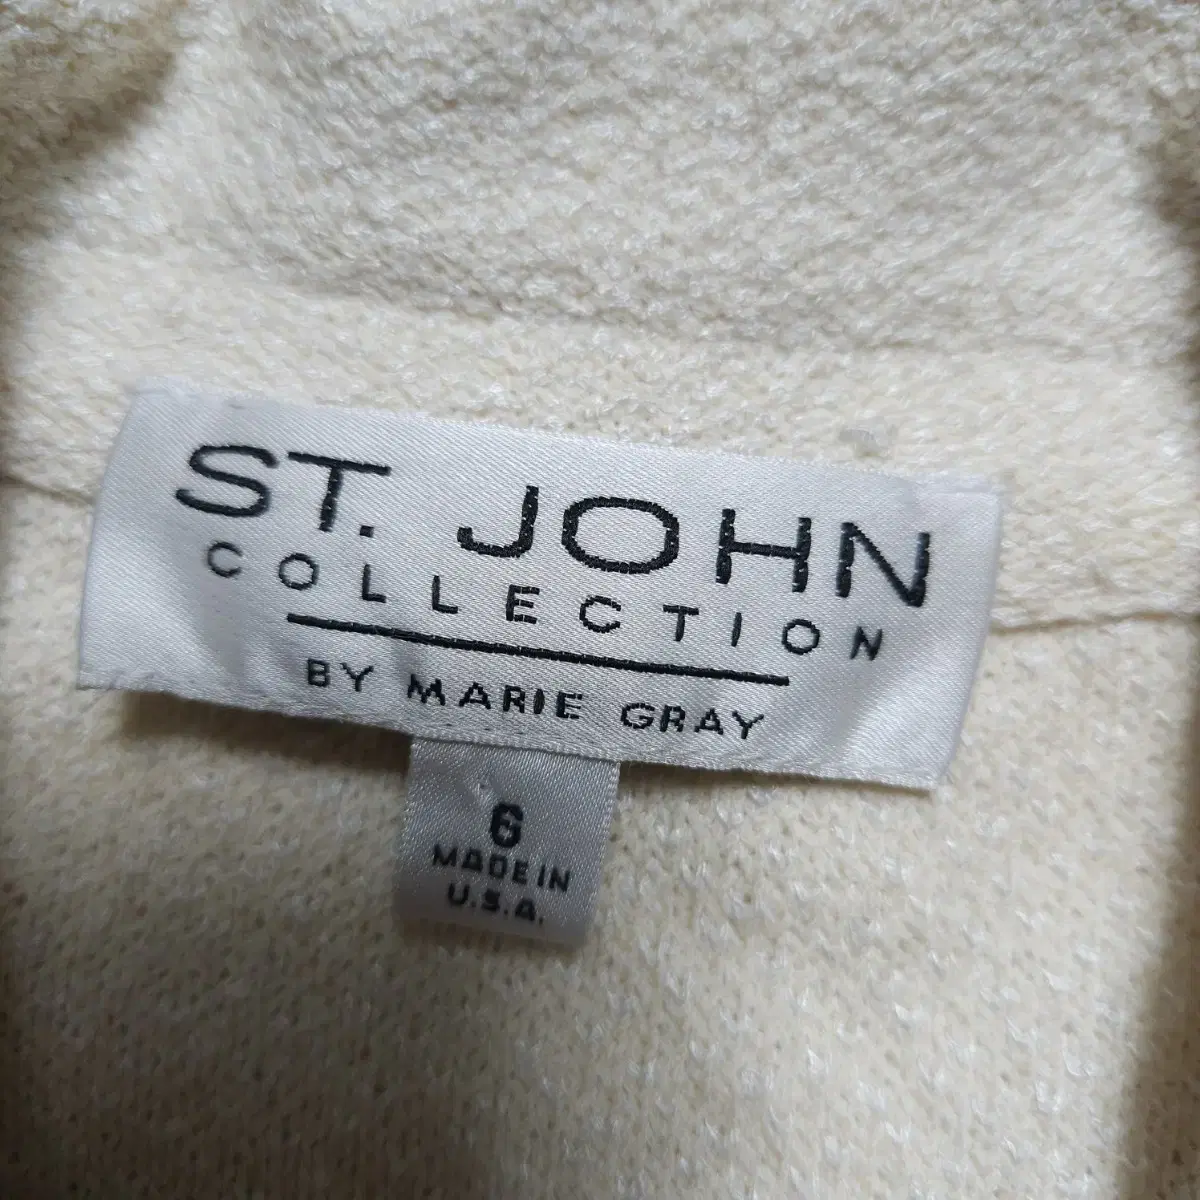 ST. JOHN
COLLECTION
BY MARIE GRAY
6
MADE IN
U.S.A.